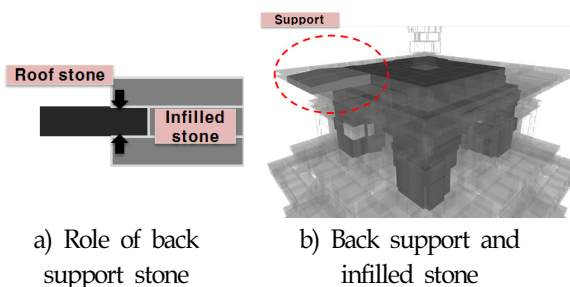 Support
Roof stone
Infilled
stone
a) Role of back
support stone
b) Back support and
infilled stone